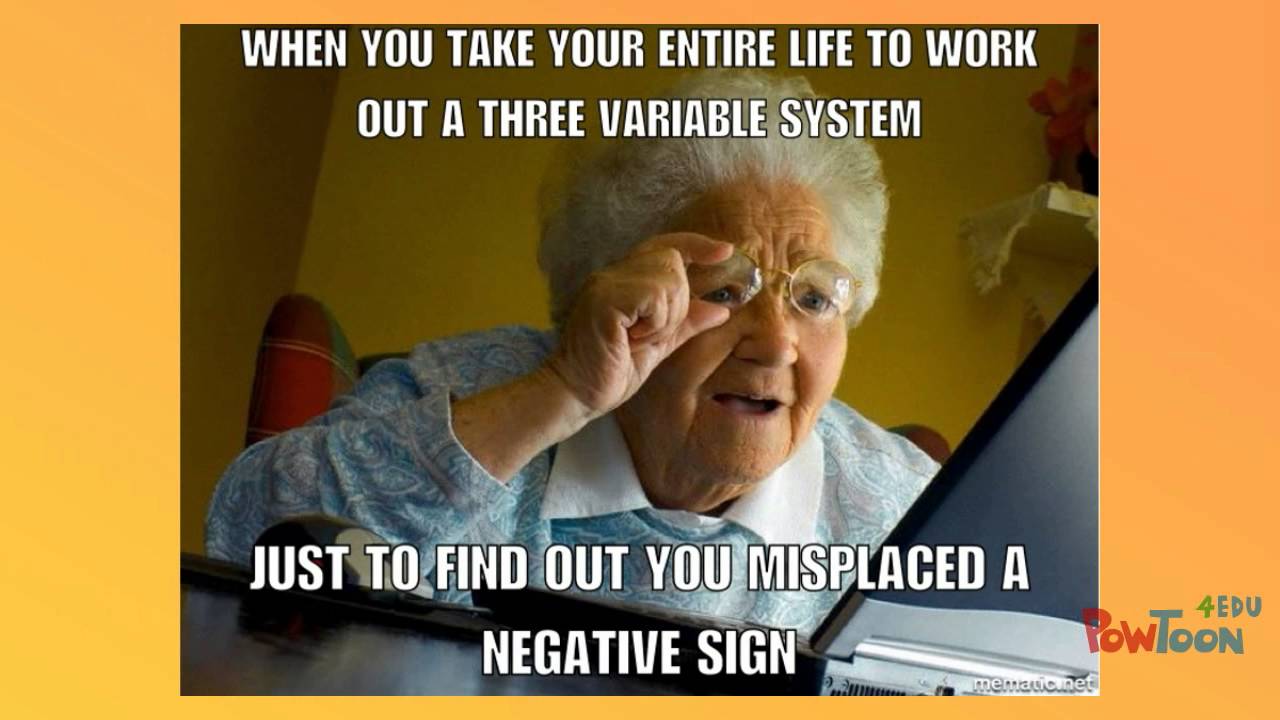 WHEN YOU TAKE YOUR ENTIRE LIFE TO WORK
OUT A THREE VARIABLE SYSTEM
JUST TO FIND OUT YOU MISPLACED A
NEGATIVE SIGN
4EDU
POWTOON
mematic.net